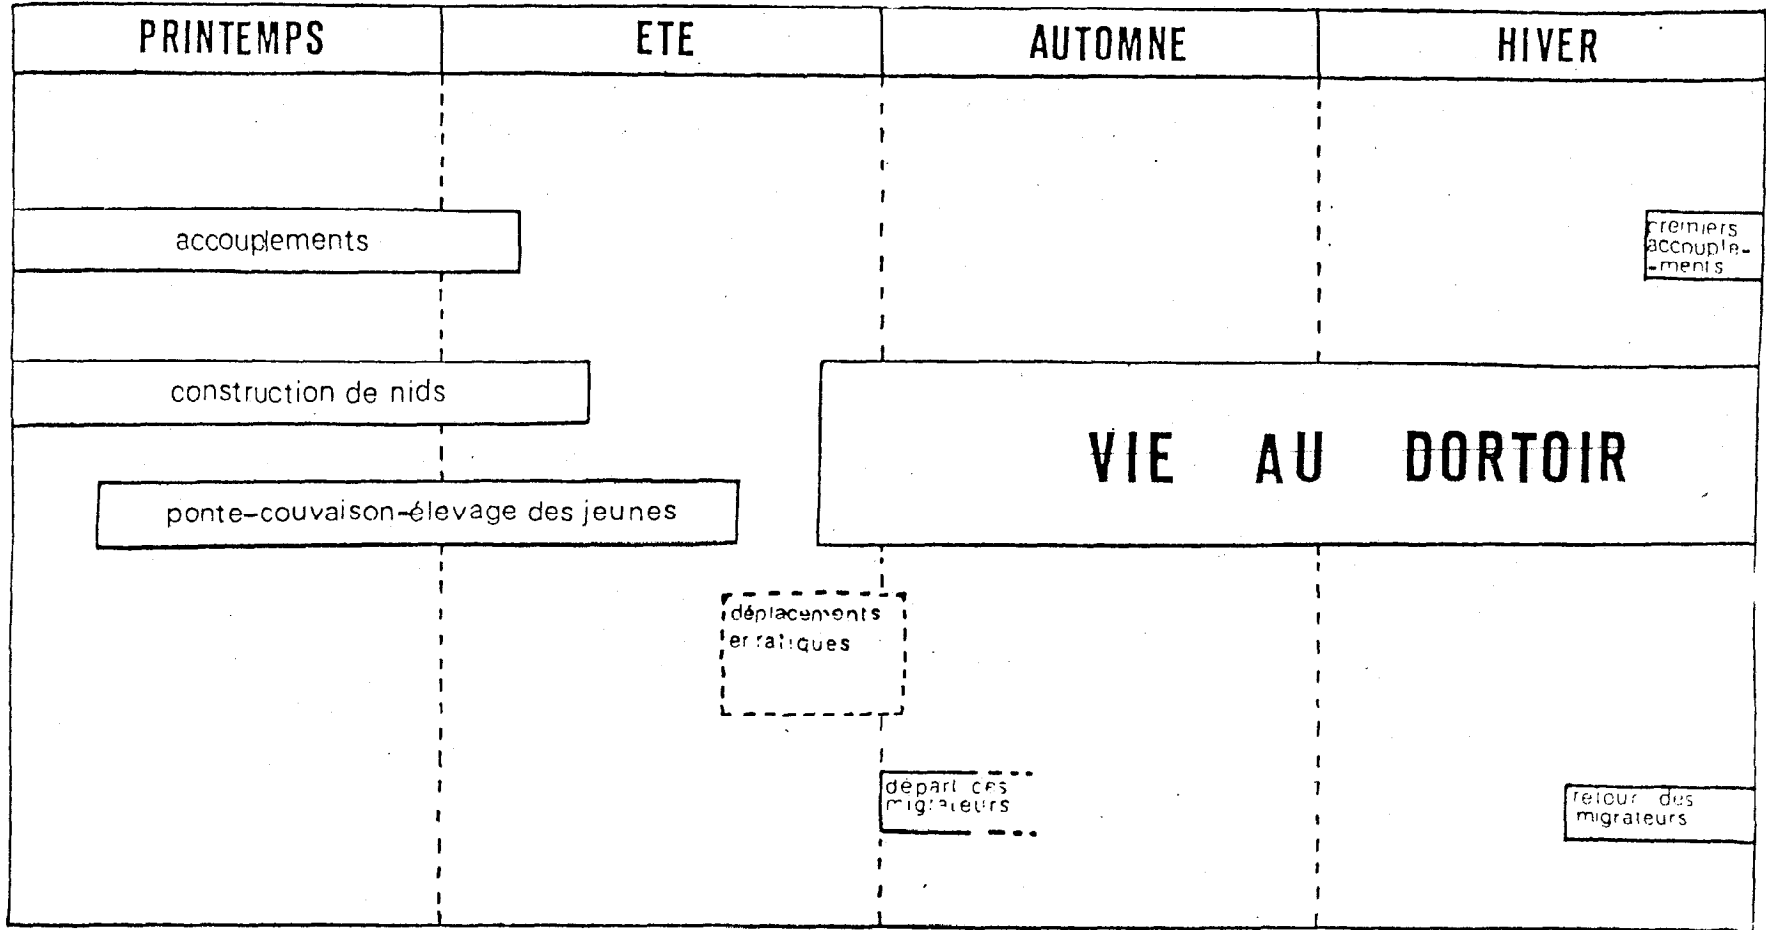 PRINTEMPS ETE AUTOMNE HIVER
accouplements
premiers
accouple-
-ments
construction de nids
VIE AU DORTOIR
ponte-couvaison-élevage des jeunes
déplacements
erratiques
départ des
migrateurs
retour des
migrateurs